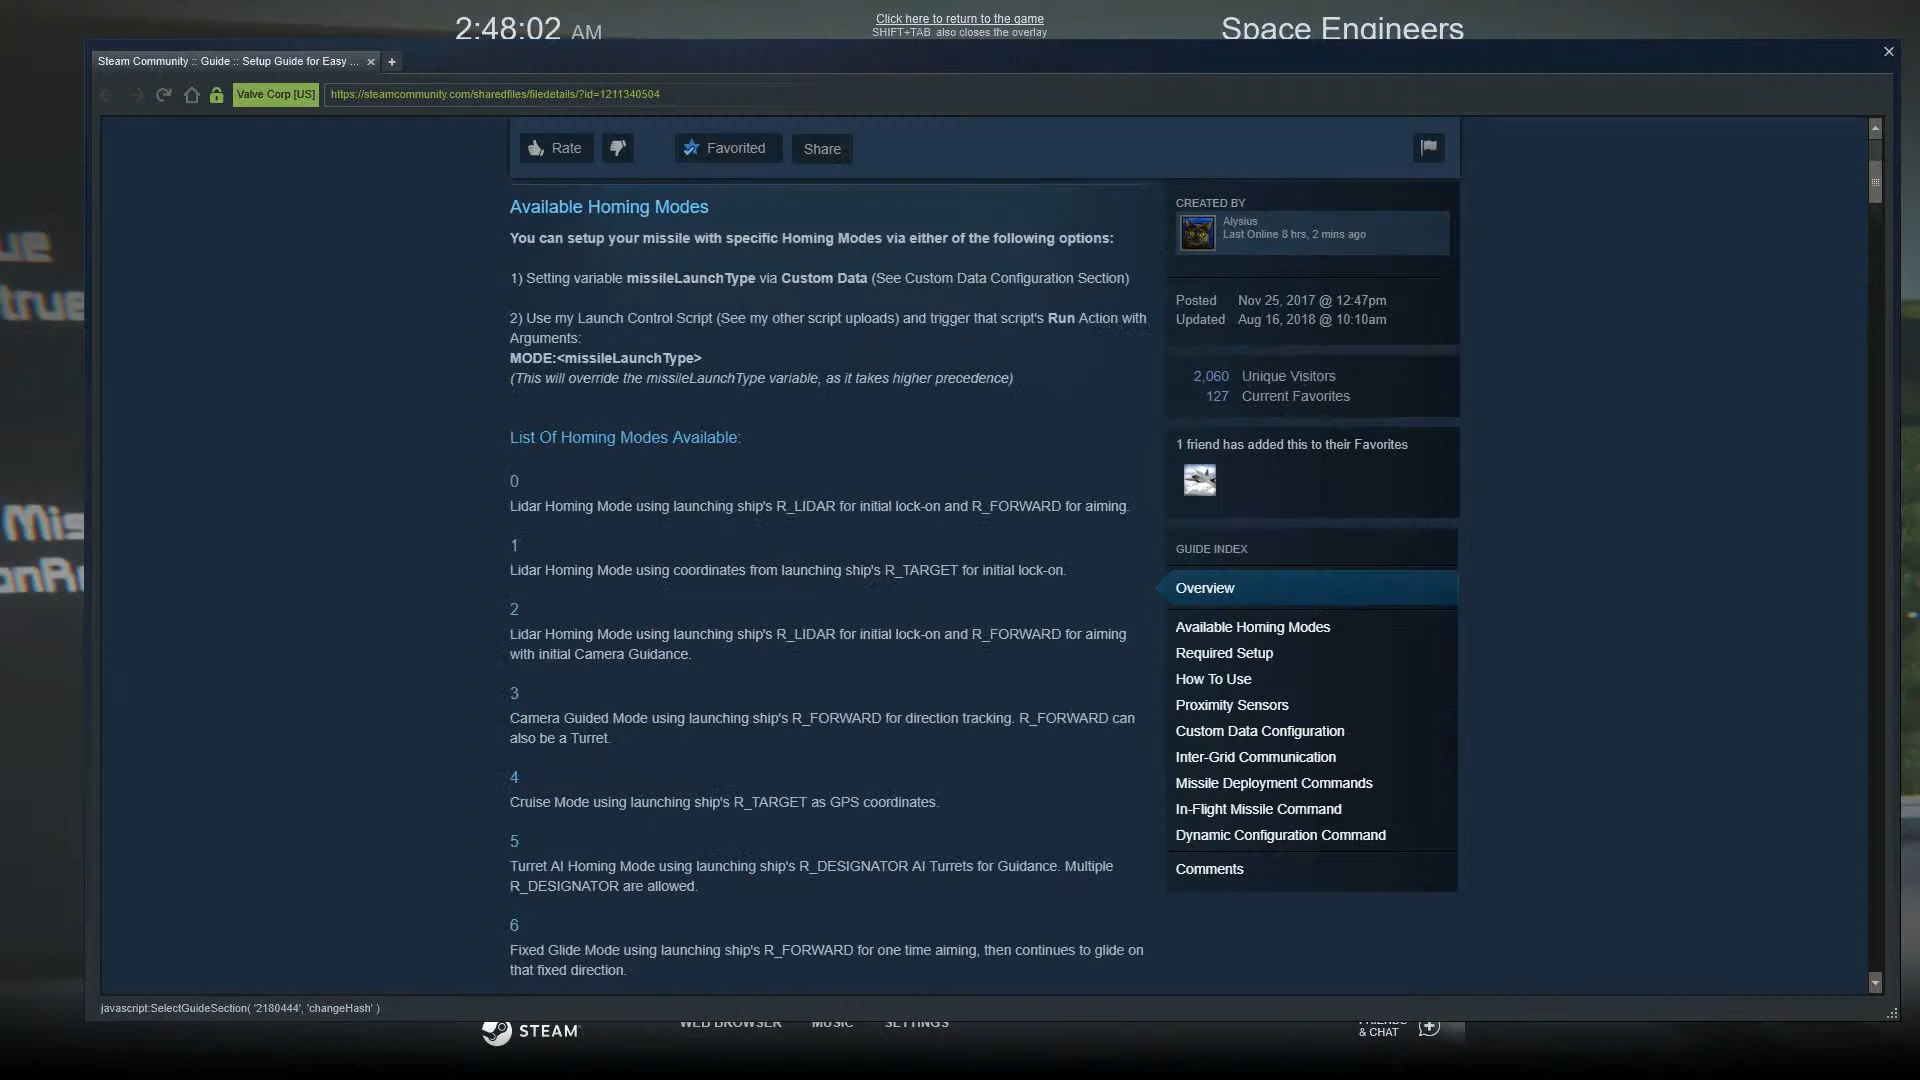 2:48:02 AM
Click here to return to the game
SHIFT+TAB also closes the overlay
Space Engineers
Steam Community :: Guide :: Setup Guide for Easy ...
Valve Corp [US]
https://steamcommunity.com/sharedfiles/filedetails/?id=1211340504
Rate
Favorited
Share
Available Homing Modes
You can setup your missile with specific Homing Modes via either of the following options:
1) Setting variable missileLaunchType via Custom Data (See Custom Data Configuration Section)
2) Use my Launch Control Script (See my other script uploads) and trigger that script's Run Action with
Arguments:
MODE:<missileLaunchType>
(This will override the missileLaunchType variable, as it takes higher precedence)
List Of Homing Modes Available:
0
Lidar Homing Mode using launching ship's R_LIDAR for initial lock-on and R_FORWARD for aiming.
1
Lidar Homing Mode using coordinates from launching ship's R_TARGET for initial lock-on.
2
Lidar Homing Mode using launching ship's R_LIDAR for initial lock-on and R_FORWARD for aiming
with initial Camera Guidance.
3
Camera Guided Mode using launching ship's R_FORWARD for direction tracking. R_FORWARD can
also be a Turret.
4
Cruise Mode using launching ship's R_TARGET as GPS coordinates.
5
Turret AI Homing Mode using launching ship's R_DESIGNATOR AI Turrets for Guidance. Multiple
R_DESIGNATOR are allowed.
6
Fixed Glide Mode using launching ship's R_FORWARD for one time aiming, then continues to glide on
that fixed direction.
CREATED BY
Alysius
Last Online 8 hrs, 2 mins ago
Posted Nov 25, 2017 @ 12:47pm
Updated Aug 16, 2018 @ 10:10am
2,060 Unique Visitors
127 Current Favorites
1 friend has added this to their Favorites
GUIDE INDEX
Overview
Available Homing Modes
Required Setup
How To Use
Proximity Sensors
Custom Data Configuration
Inter-Grid Communication
Missile Deployment Commands
In-Flight Missile Command
Dynamic Configuration Command
Comments
true
Mis
javascript:SelectGuideSection( '2180444', 'changeHash' )
STEAM
WEB BROWSER
MUSIC
SETTINGS
FRIENDS
& CHAT